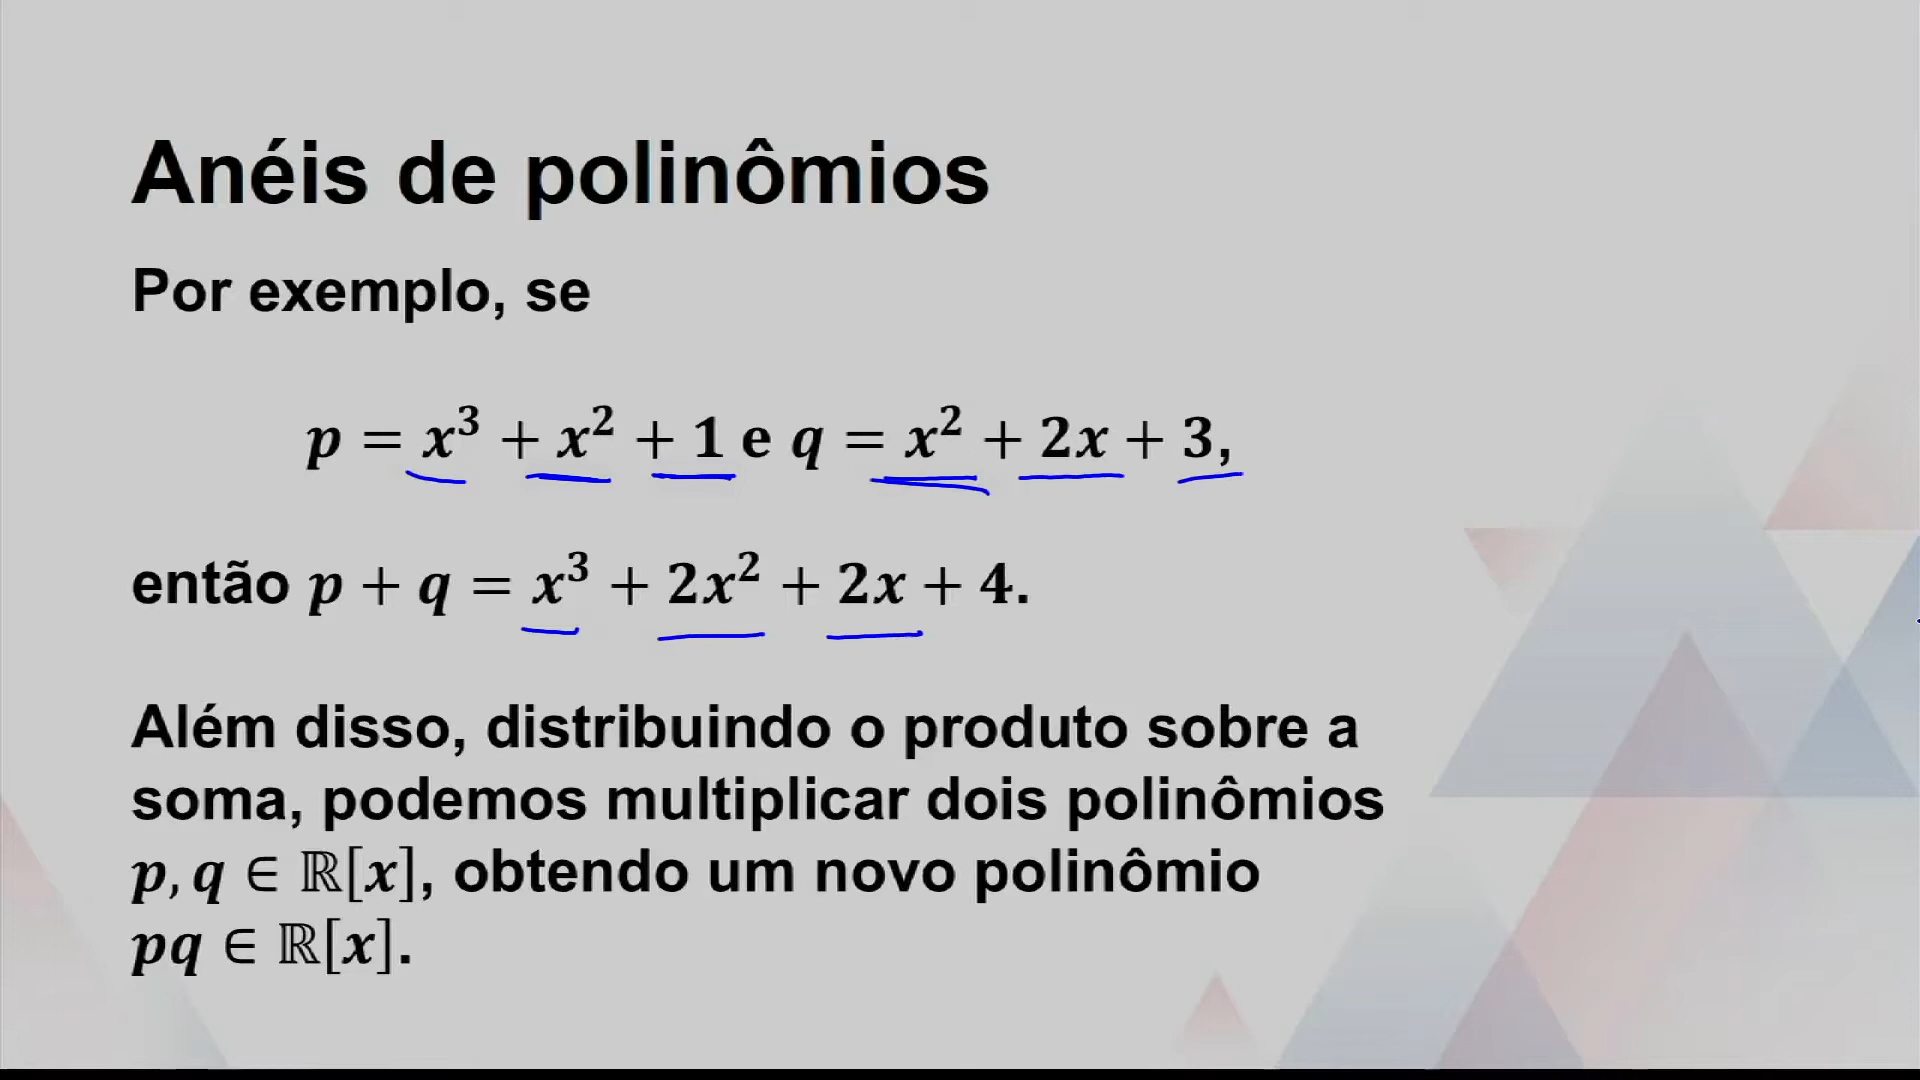 Anéis de polinômios
Por exemplo, se
p = x³ + x² + 1 e q = x² + 2x + 3,
então p + q = x³ + 2x² + 2x + 4.
Além disso, distribuindo o produto sobre a
soma, podemos multiplicar dois polinômios
p, q ∈ ℝ[x], obtendo um novo polinômio
pq ∈ ℝ[x].